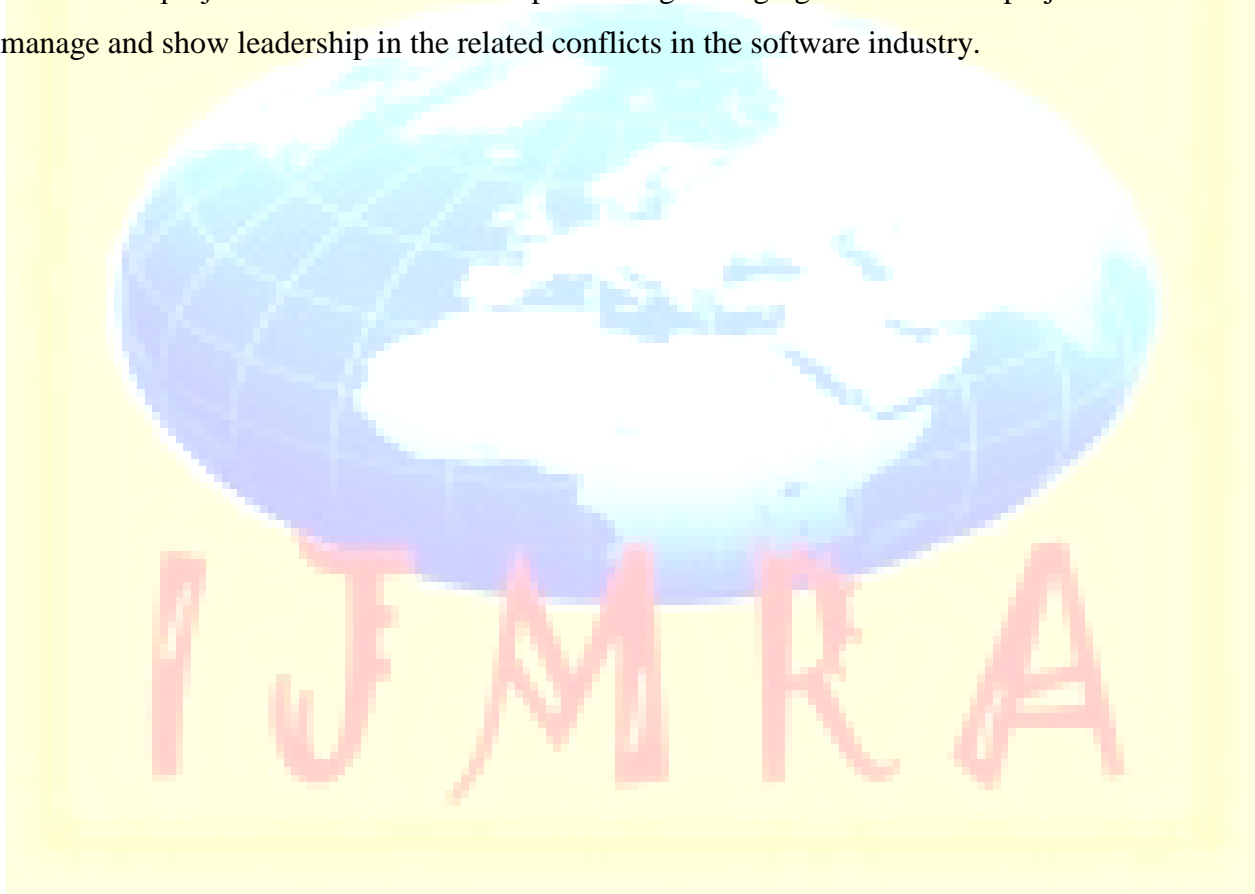 manage and show leadership in the related conflicts in the software industry.
IJMRA